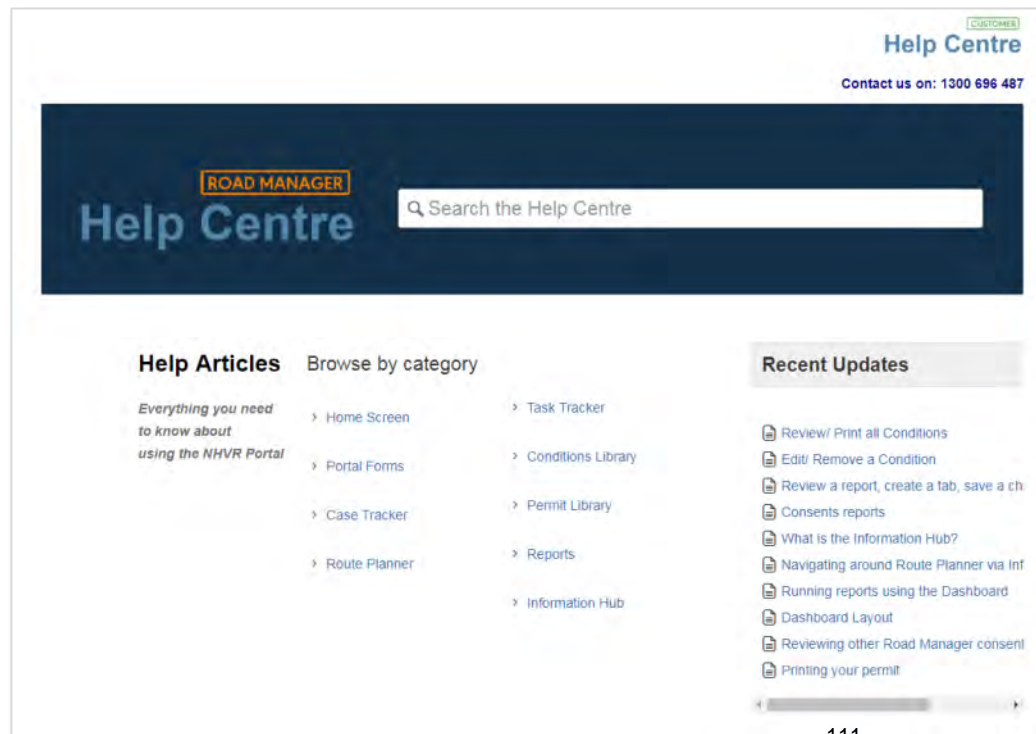 CUSTOMER
Help Centre
Contact us on: 1300 696 487
ROAD MANAGER
Help Centre
Search the Help Centre
Help Articles
Everything you need
to know about
using the NHVR Portal
Browse by category
› Home Screen
› Portal Forms
› Case Tracker
› Route Planner
› Task Tracker
› Conditions Library
› Permit Library
› Reports
› Information Hub
Recent Updates
Review/ Print all Conditions
Edit/ Remove a Condition
Review a report, create a tab, save a ch
Consents reports
What is the Information Hub?
Navigating around Route Planner via Inf
Running reports using the Dashboard
Dashboard Layout
Reviewing other Road Manager consent
Printing your permit
111